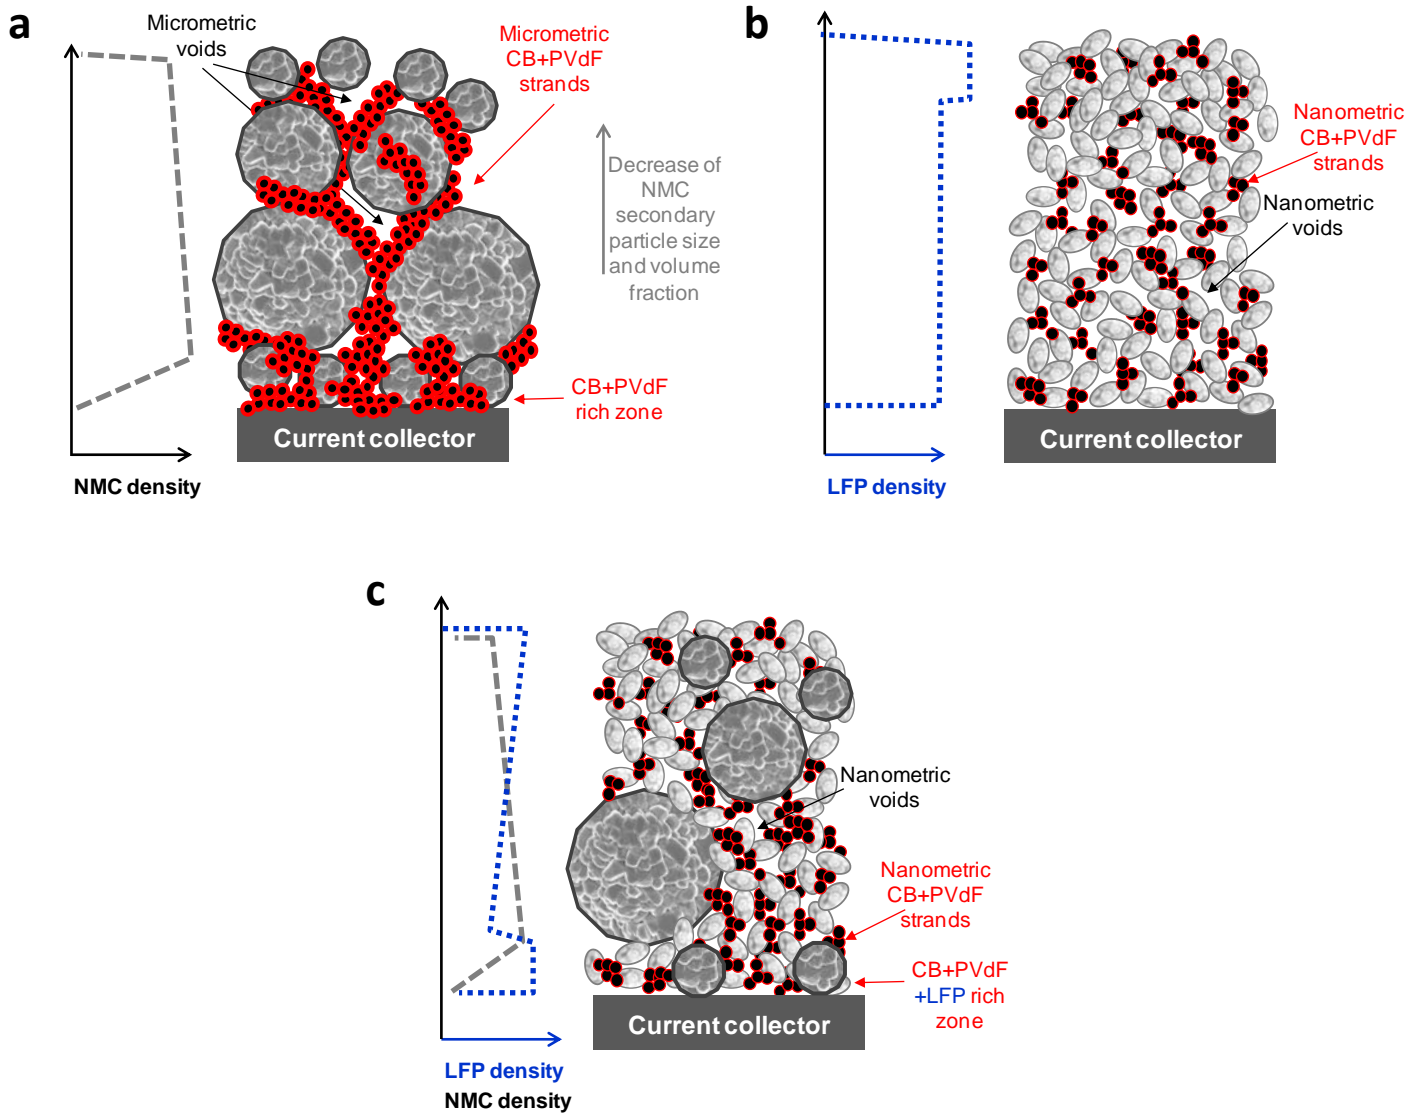 a
Micrometric
voids
Micrometric
CB+PVdF
strands
Decrease of
NMC
secondary
particle size
and volume
fraction
CB+PVdF
rich zone
Current collector
NMC density
b
Nanometric
CB+PVdF
strands
Nanometric
voids
Current collector
LFP density
c
Nanometric
voids
Nanometric
CB+PVdF
strands
CB+PVdF
+LFP rich
zone
Current collector
LFP density
NMC density